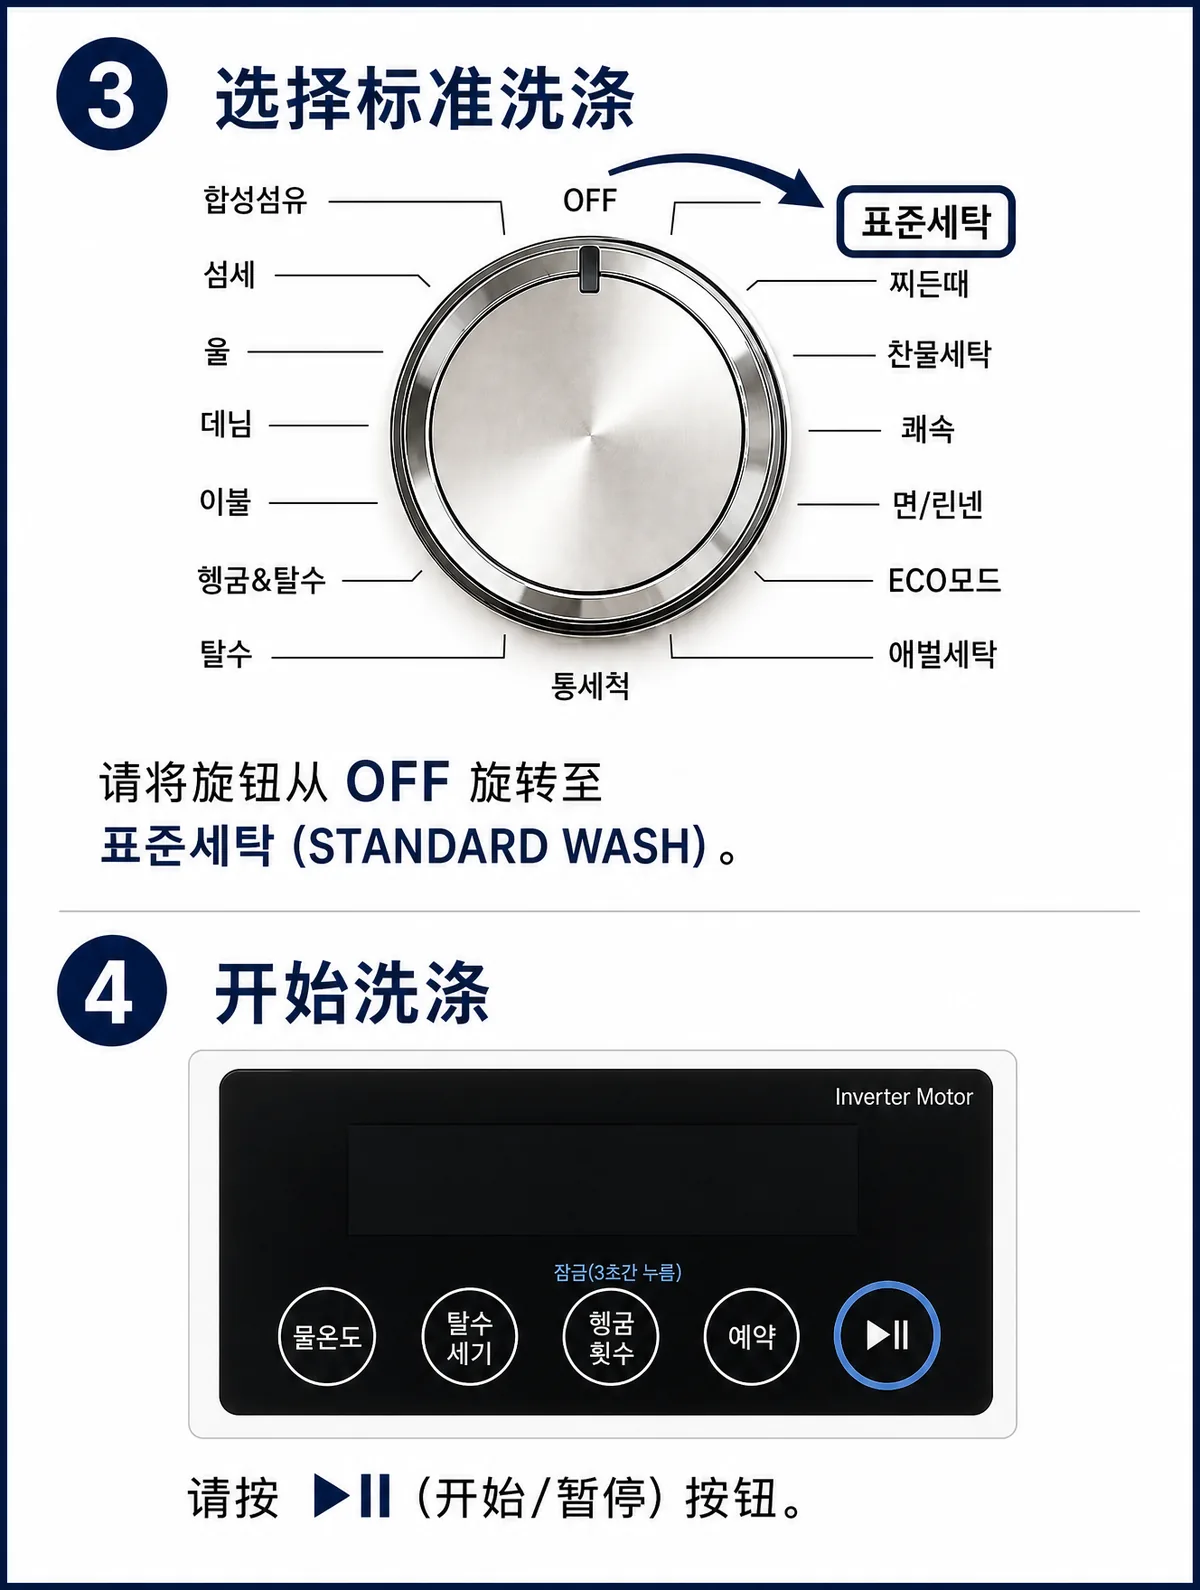 3 选择标准洗涤
OFF
합성섬유
표준세탁
섬세
찌든때
울
찬물세탁
데님
쾌속
이불
면/린넨
헹굼&탈수
ECO모드
탈수
애벌세탁
통세척
请将旋钮从 OFF 旋转至
표준세탁 (STANDARD WASH) 。
4 开始洗涤
Inverter Motor
잠금(3초간 누름)
물온도
탈수
세기
헹굼
횟수
예약
▶II
请按 ▶II (开始/暂停) 按钮。